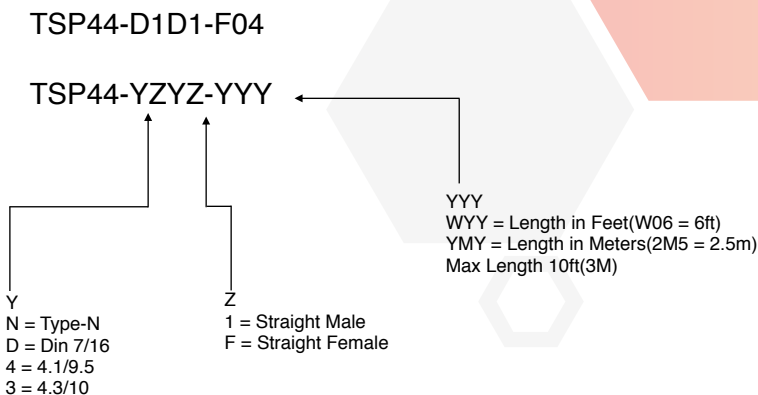 TSP44-D1D1-F04
TSP44-YZYZ-YYY
YYY
WYY = Length in Feet(W06 = 6ft)
YMY = Length in Meters(2M5 = 2.5m)
Max Length 10ft(3M)
Y
N = Type-N
D = Din 7/16
4 = 4.1/9.5
3 = 4.3/10
Z
1 = Straight Male
F = Straight Female